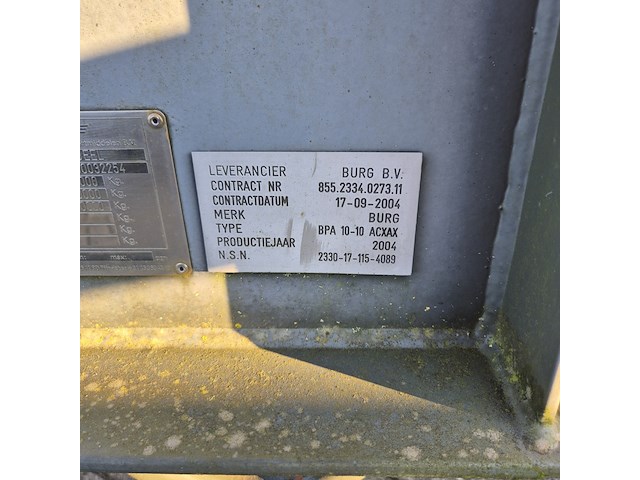 LEVERANCIER BURG B.V.
CONTRACT NR 855.2334.0273.11
CONTRACTDATUM 17-09-2004
MERK BURG
TYPE BPA 10-10 ACXAX
PRODUCTIEJAAR 2004
N.S.N. 2330-17-115-4089
0032254